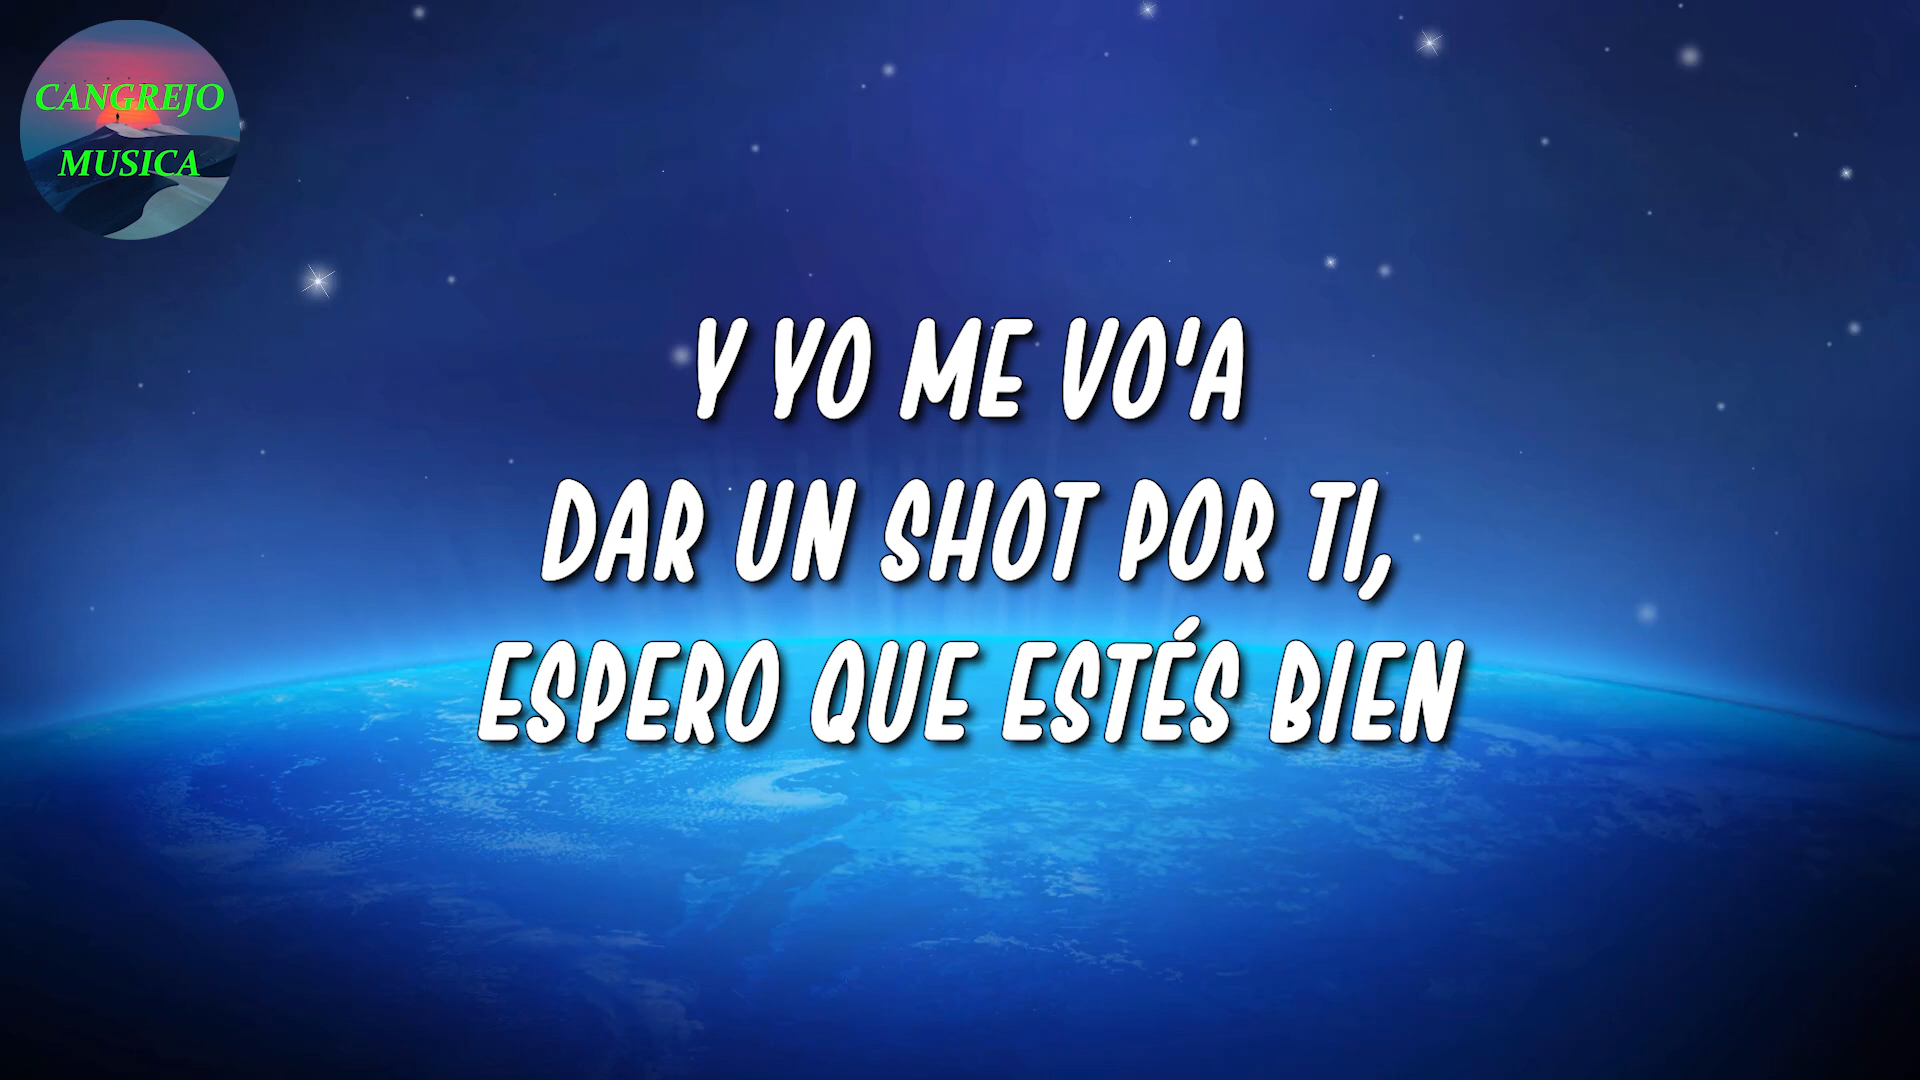 CANGREJO
MUSICA
Y YO ME VO'A
DAR UN SHOT POR TI,
ESPERO QUE ESTÉS BIEN